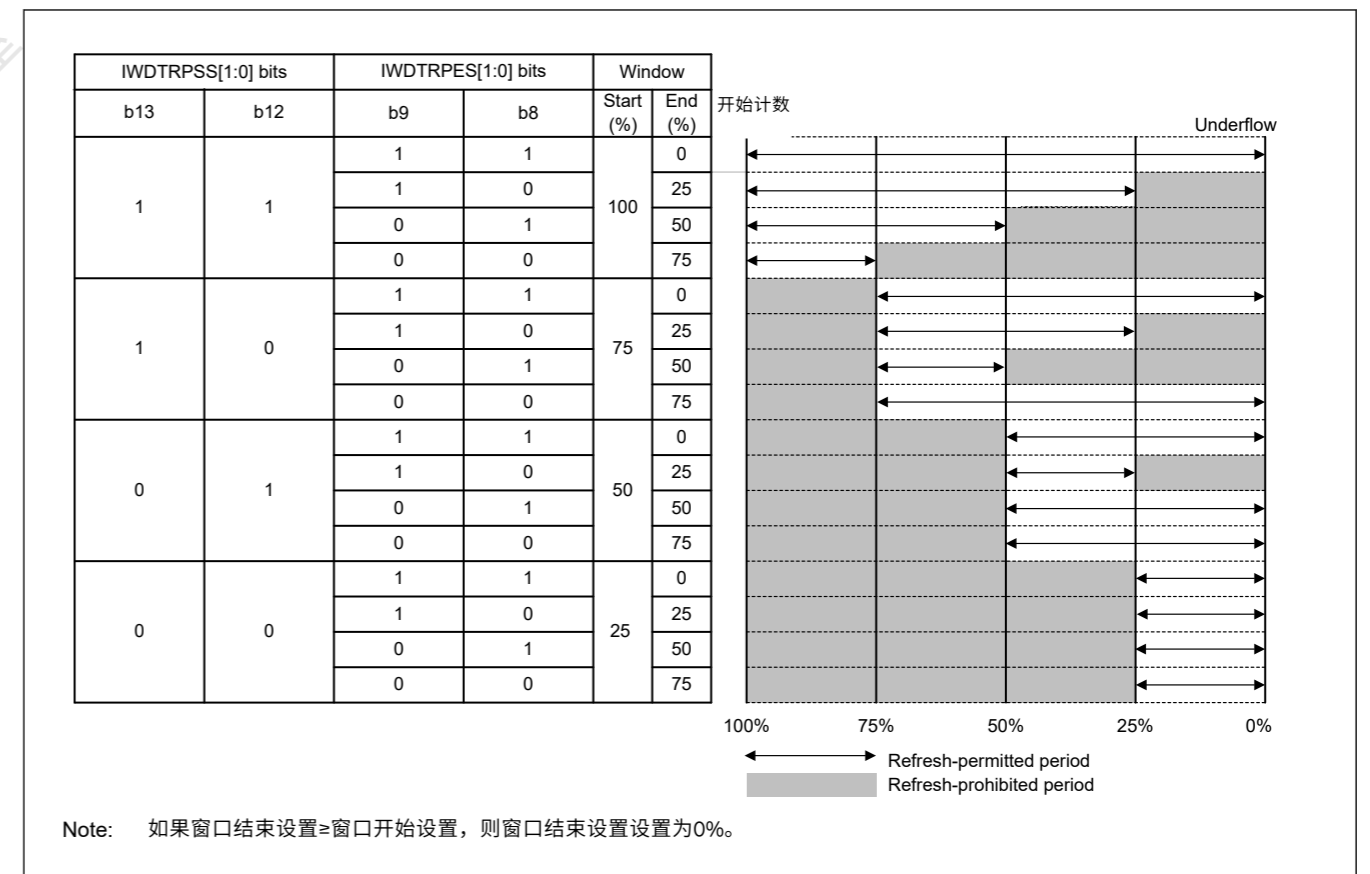 IWDTRPSS[1:0] bits IWDTRPES[1:0] bits Window
b13 b12 b9 b8 Start (%) End (%) 开始计数
Underflow
1 1 1 1 100 0
1 0 25
0 1 50
0 0 75
1 0 1 1 75 0
1 0 25
0 1 50
0 0 75
0 1 1 1 50 0
1 0 25
0 1 50
0 0 75
0 0 1 1 25 0
1 0 25
0 1 50
0 0 75
100% 75% 50% 25% 0%
Refresh-permitted period
Refresh-prohibited period
Note: 如果窗口结束设置≥窗口开始设置，则窗口结束设置设置为0%。